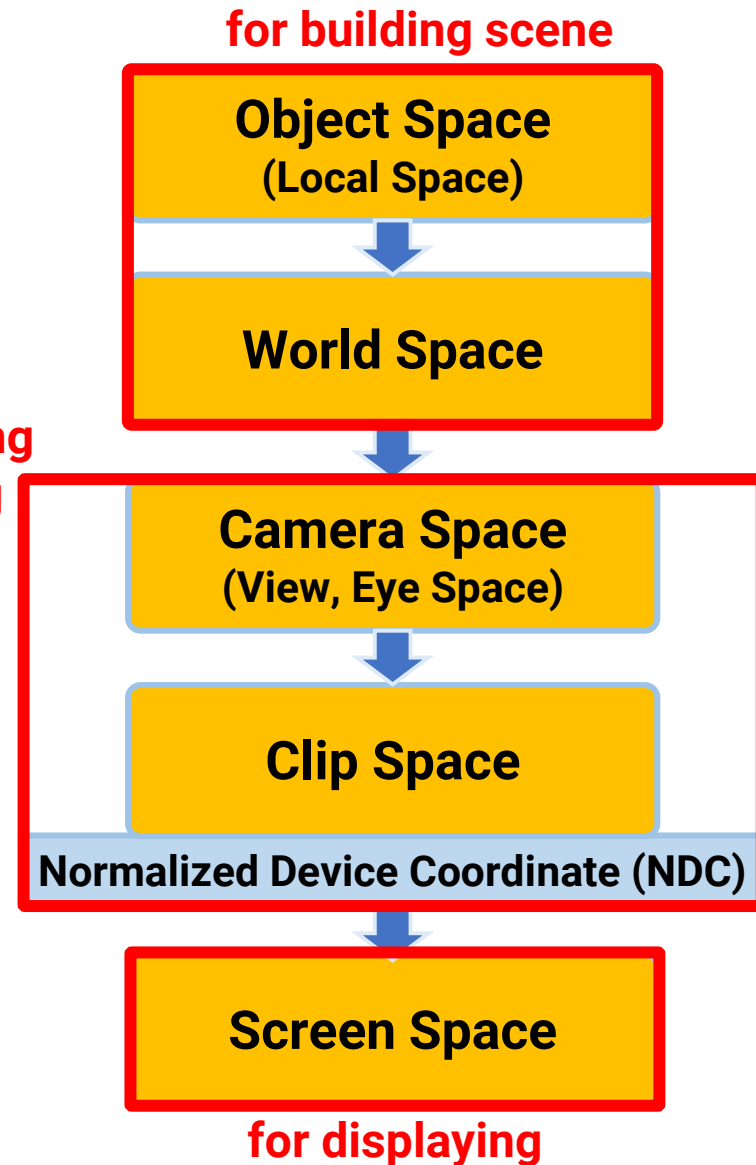 for building scene
Object Space
(Local Space)
World Space
Camera Space
(View, Eye Space)
Clip Space
Normalized Device Coordinate (NDC)
Screen Space
for displaying